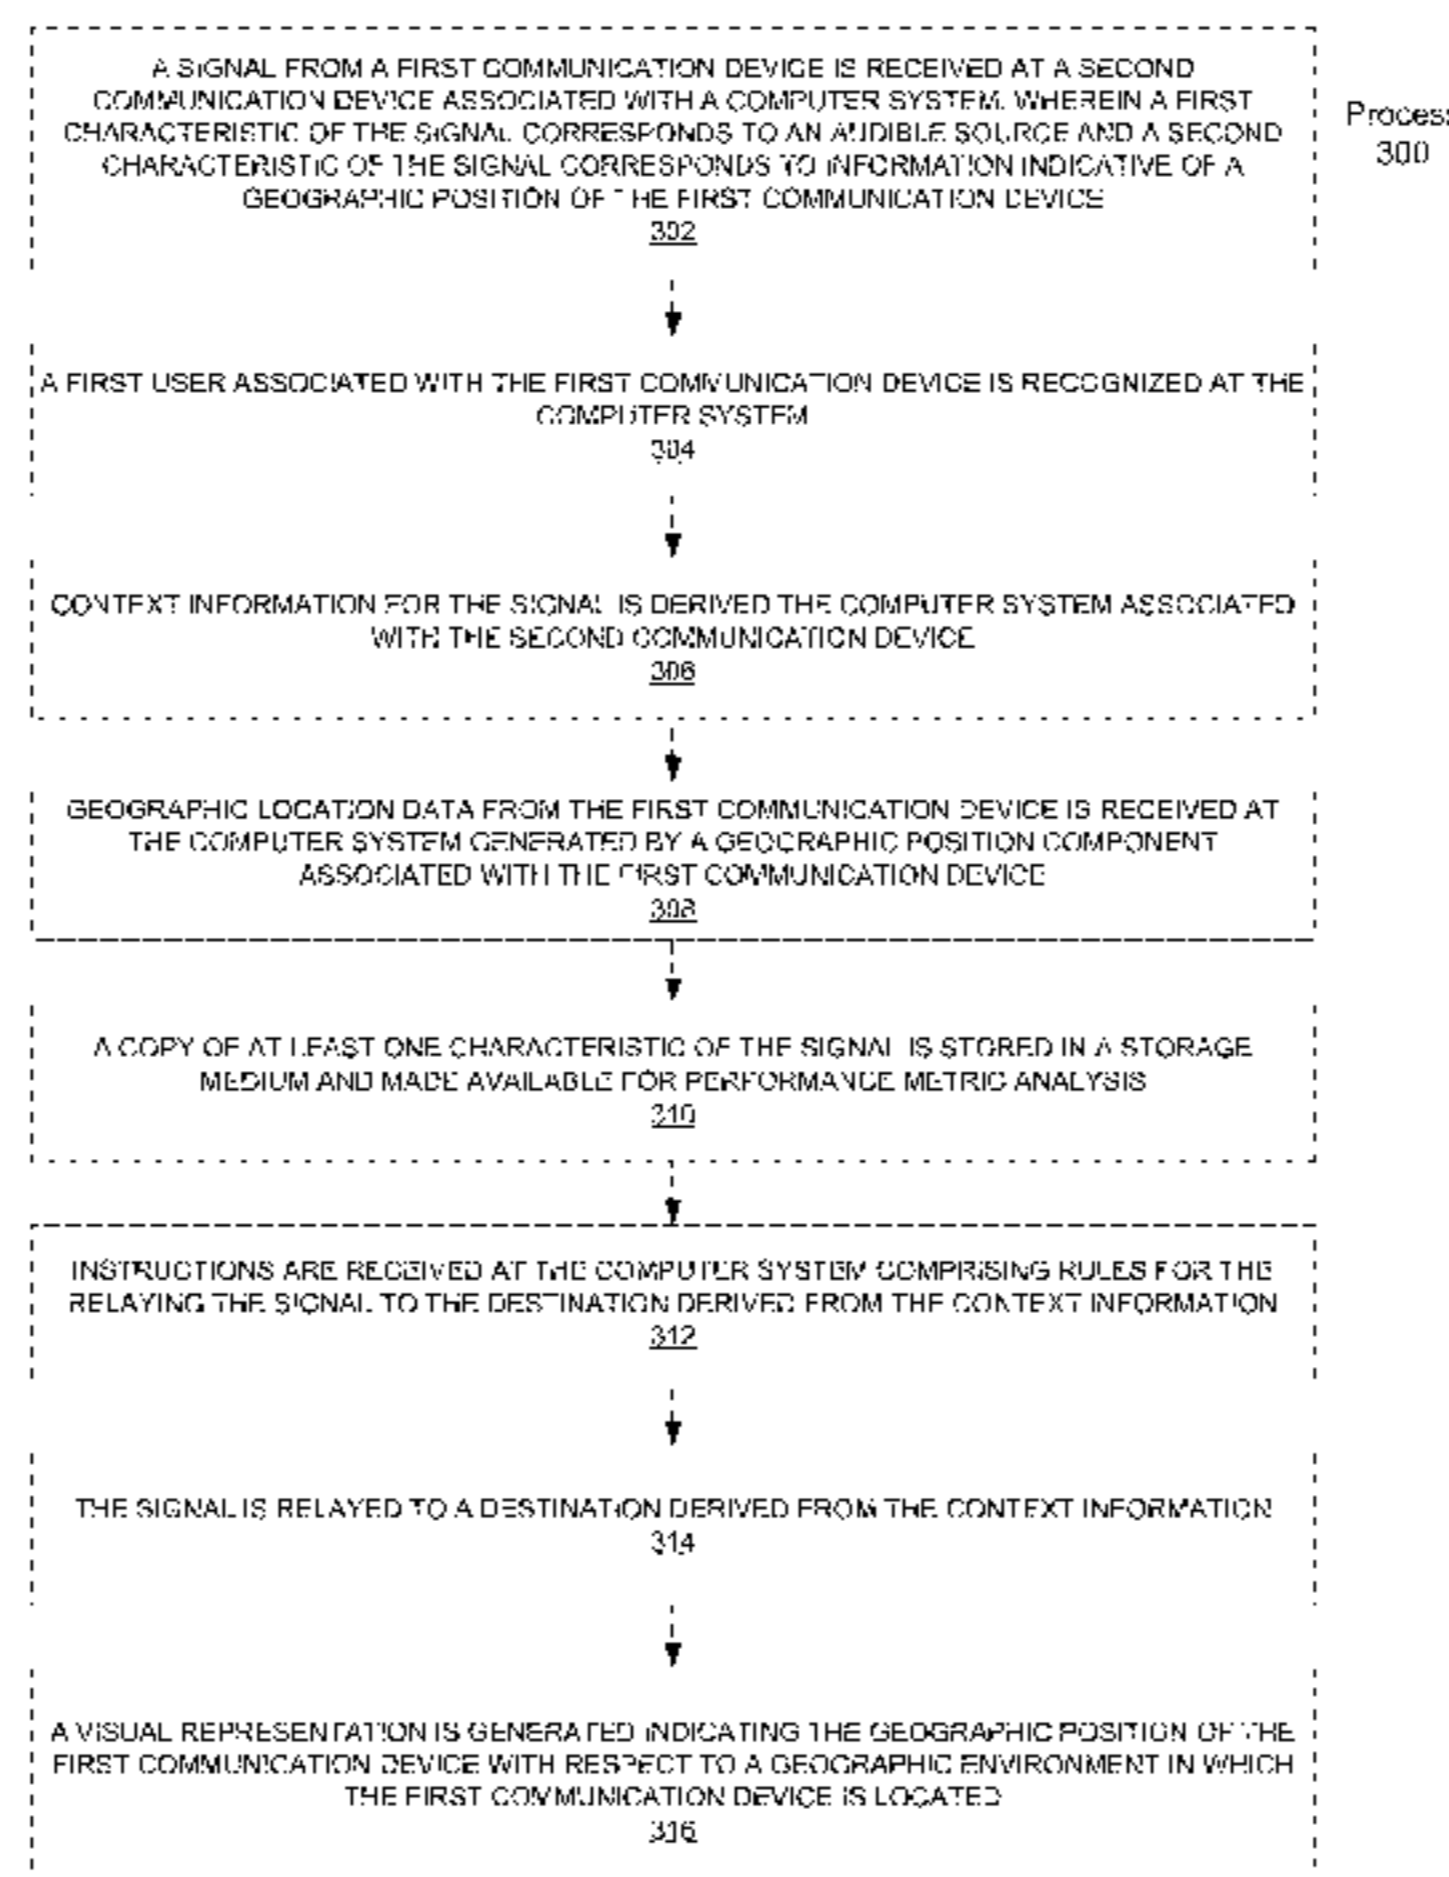 A SIGNAL FROM A FIRST COMMUNICATION DEVICE IS RECEIVED AT A SECOND
COMMUNICATION DEVICE ASSOCIATED WITH A COMPUTER SYSTEM, WHEREIN A FIRST
CHARACTERISTIC OF THE SIGNAL CORRESPONDS TO AN AUDIBLE SOURCE AND A SECOND
CHARACTERISTIC OF THE SIGNAL CORRESPONDS TO INFORMATION INDICATIVE OF A
GEOGRAPHIC POSITION OF THE FIRST COMMUNICATION DEVICE
302
Process
300
A FIRST USER ASSOCIATED WITH THE FIRST COMMUNICATION DEVICE IS RECOGNIZED AT THE
COMPUTER SYSTEM
304
CONTEXT INFORMATION FOR THE SIGNAL IS DERIVED THE COMPUTER SYSTEM ASSOCIATED
WITH THE SECOND COMMUNICATION DEVICE
306
GEOGRAPHIC LOCATION DATA FROM THE FIRST COMMUNICATION DEVICE IS RECEIVED AT
THE COMPUTER SYSTEM GENERATED BY A GEOGRAPHIC POSITION COMPONENT
ASSOCIATED WITH THE FIRST COMMUNICATION DEVICE
308
A COPY OF AT LEAST ONE CHARACTERISTIC OF THE SIGNAL IS STORED IN A STORAGE
MEDIUM AND MADE AVAILABLE FOR PERFORMANCE METRIC ANALYSIS
310
INSTRUCTIONS ARE RECEIVED AT THE COMPUTER SYSTEM COMPRISING RULES FOR THE
RELAYING THE SIGNAL TO THE DESTINATION DERIVED FROM THE CONTEXT INFORMATION
312
THE SIGNAL IS RELAYED TO A DESTINATION DERIVED FROM THE CONTEXT INFORMATION
314
A VISUAL REPRESENTATION IS GENERATED INDICATING THE GEOGRAPHIC POSITION OF THE
FIRST COMMUNICATION DEVICE WITH RESPECT TO A GEOGRAPHIC ENVIRONMENT IN WHICH
THE FIRST COMMUNICATION DEVICE IS LOCATED
316